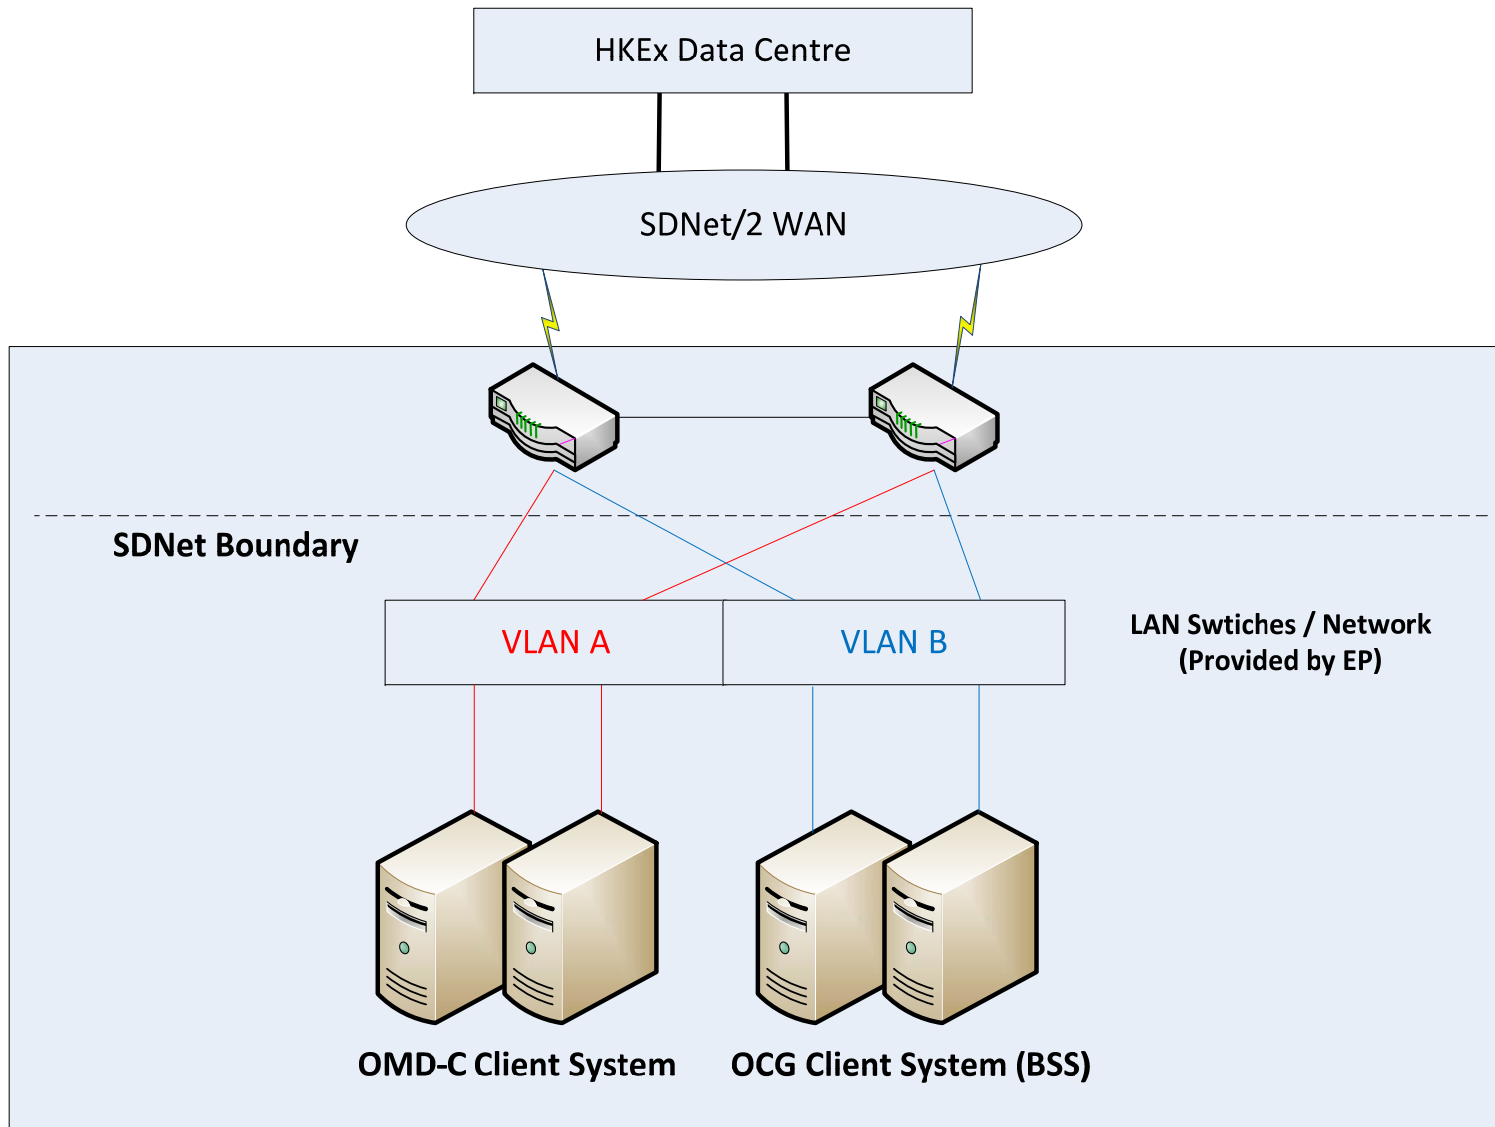 HKEx Data Centre
SDNet/2 WAN
SDNet Boundary
VLAN A
VLAN B
LAN Swtiches / Network
(Provided by EP)
OMD-C Client System
OCG Client System (BSS)